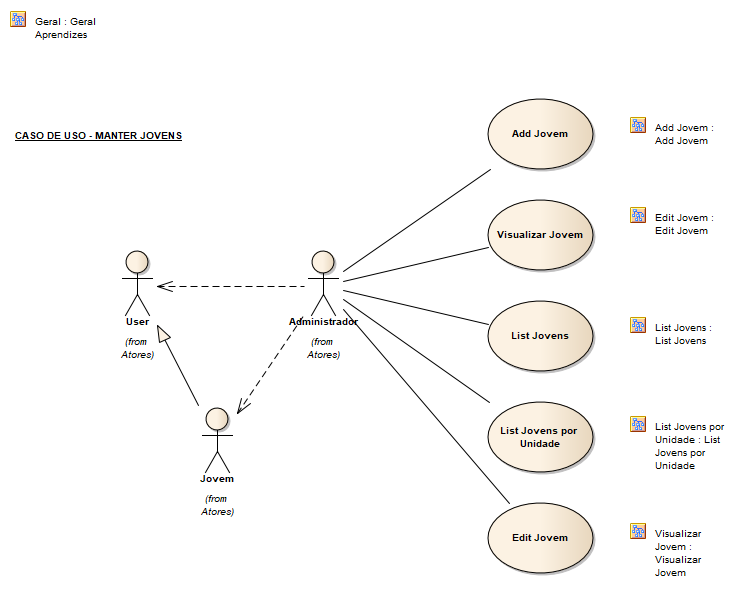 Geral : Geral
Aprendizes
CASO DE USO - MANTER JOVENS
Add Jovem
Add Jovem :
Add Jovem
Visualizar Jovem
Edit Jovem :
Edit Jovem
User
(from
Atores)
Administrador
(from
Atores)
List Jovens
List Jovens :
List Jovens
List Jovens por
Unidade
List Jovens por
Unidade : List
Jovens por
Unidade
Jovem
(from
Atores)
Edit Jovem
Visualizar
Jovem :
Visualizar
Jovem